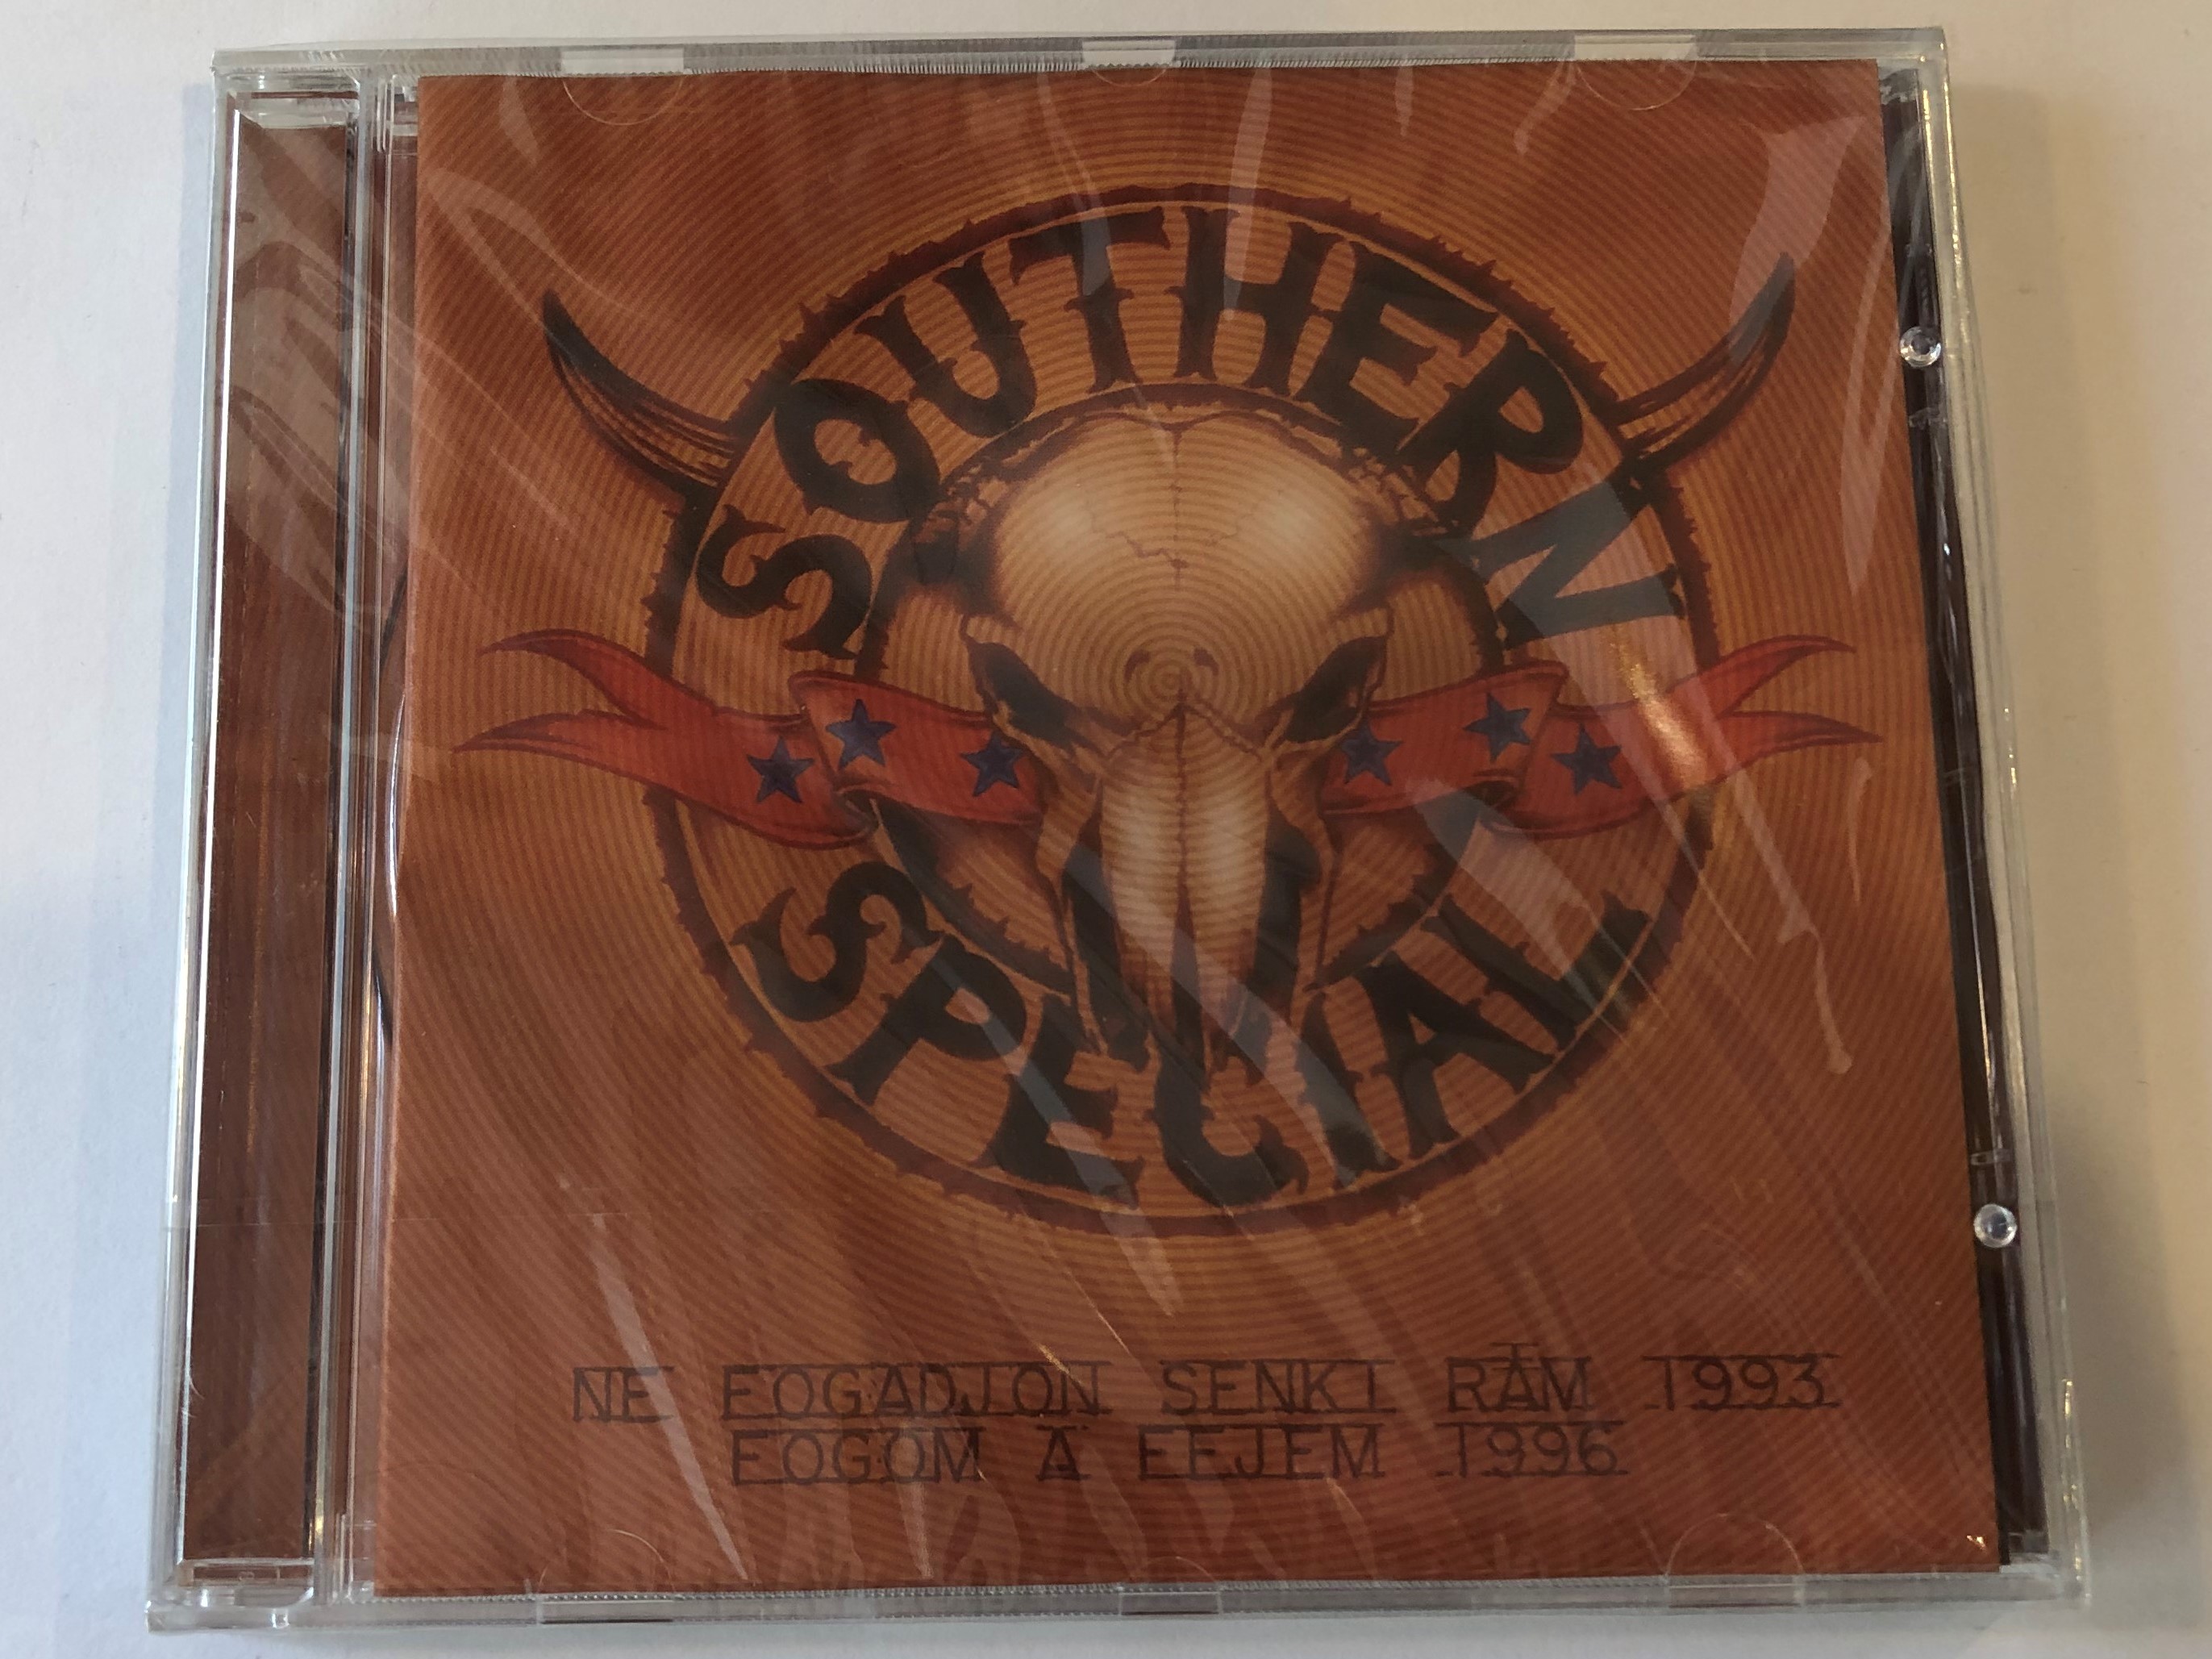 SOUTHERN
SPECIAL
NE FOGADJON SENKI RÁM 1993
FOGOM A FEJEM 1996